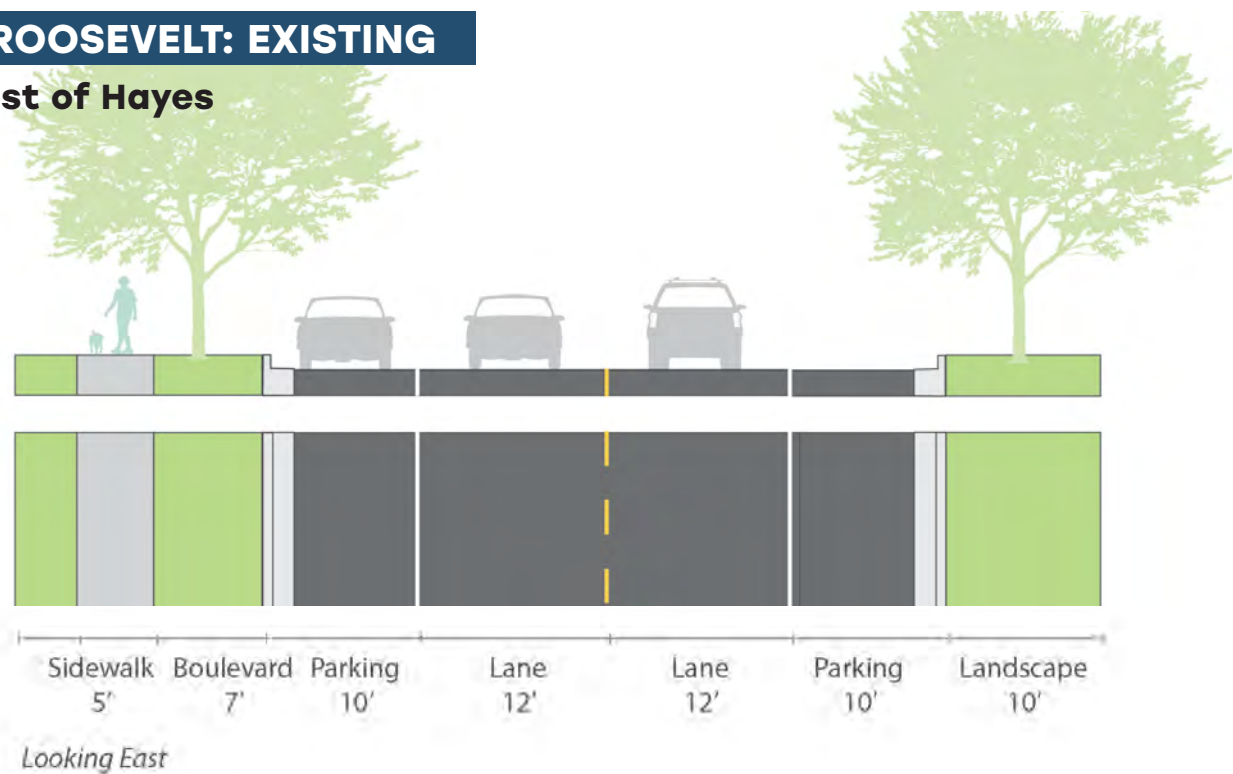 ROOSEVELT: EXISTING
st of Hayes
Sidewalk Boulevard Parking Lane Lane Parking Landscape
5' 7' 10' 12' 12' 10' 10'
Looking East